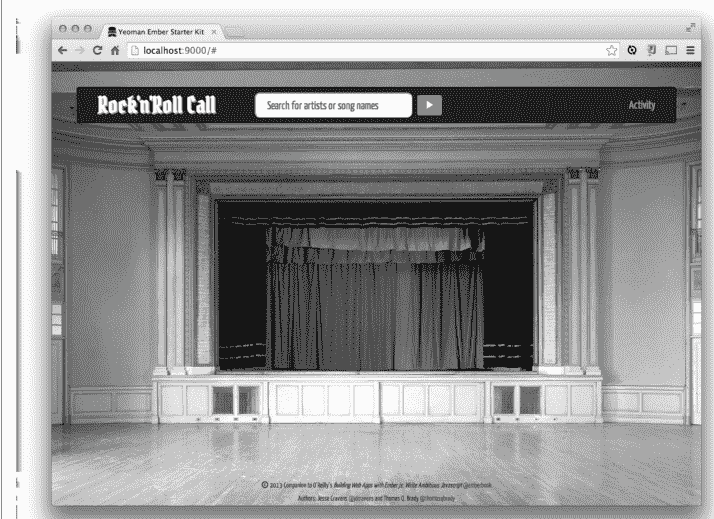 Yeoman Ember Starter Kit
localhost:9000/#
Rock'n'Roll Call
Search for artists or song names
Activity
© 2013 Companion to O'Reilly's Building Web Apps with Ember.js: Write Ambitious Javascript @emberbook
Authors: Jesse Cravens @jdcravens and Thomas Q. Brady @thomasqbrady